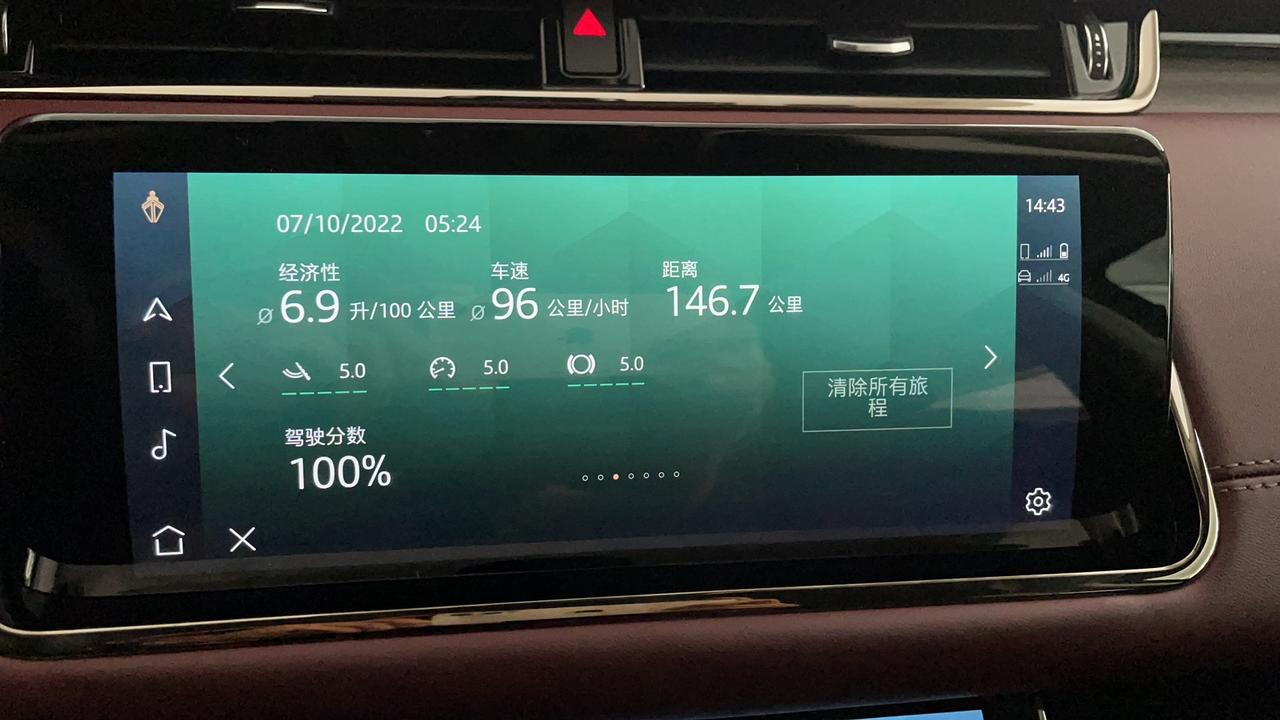 07/10/2022 05:24
14:43
4G
经济性 车速 距离
⌀6.9 升/100 公里 ⌀96 公里/小时 146.7 公里
5.0 5.0 5.0
清除所有旅
程
驾驶分数
100%